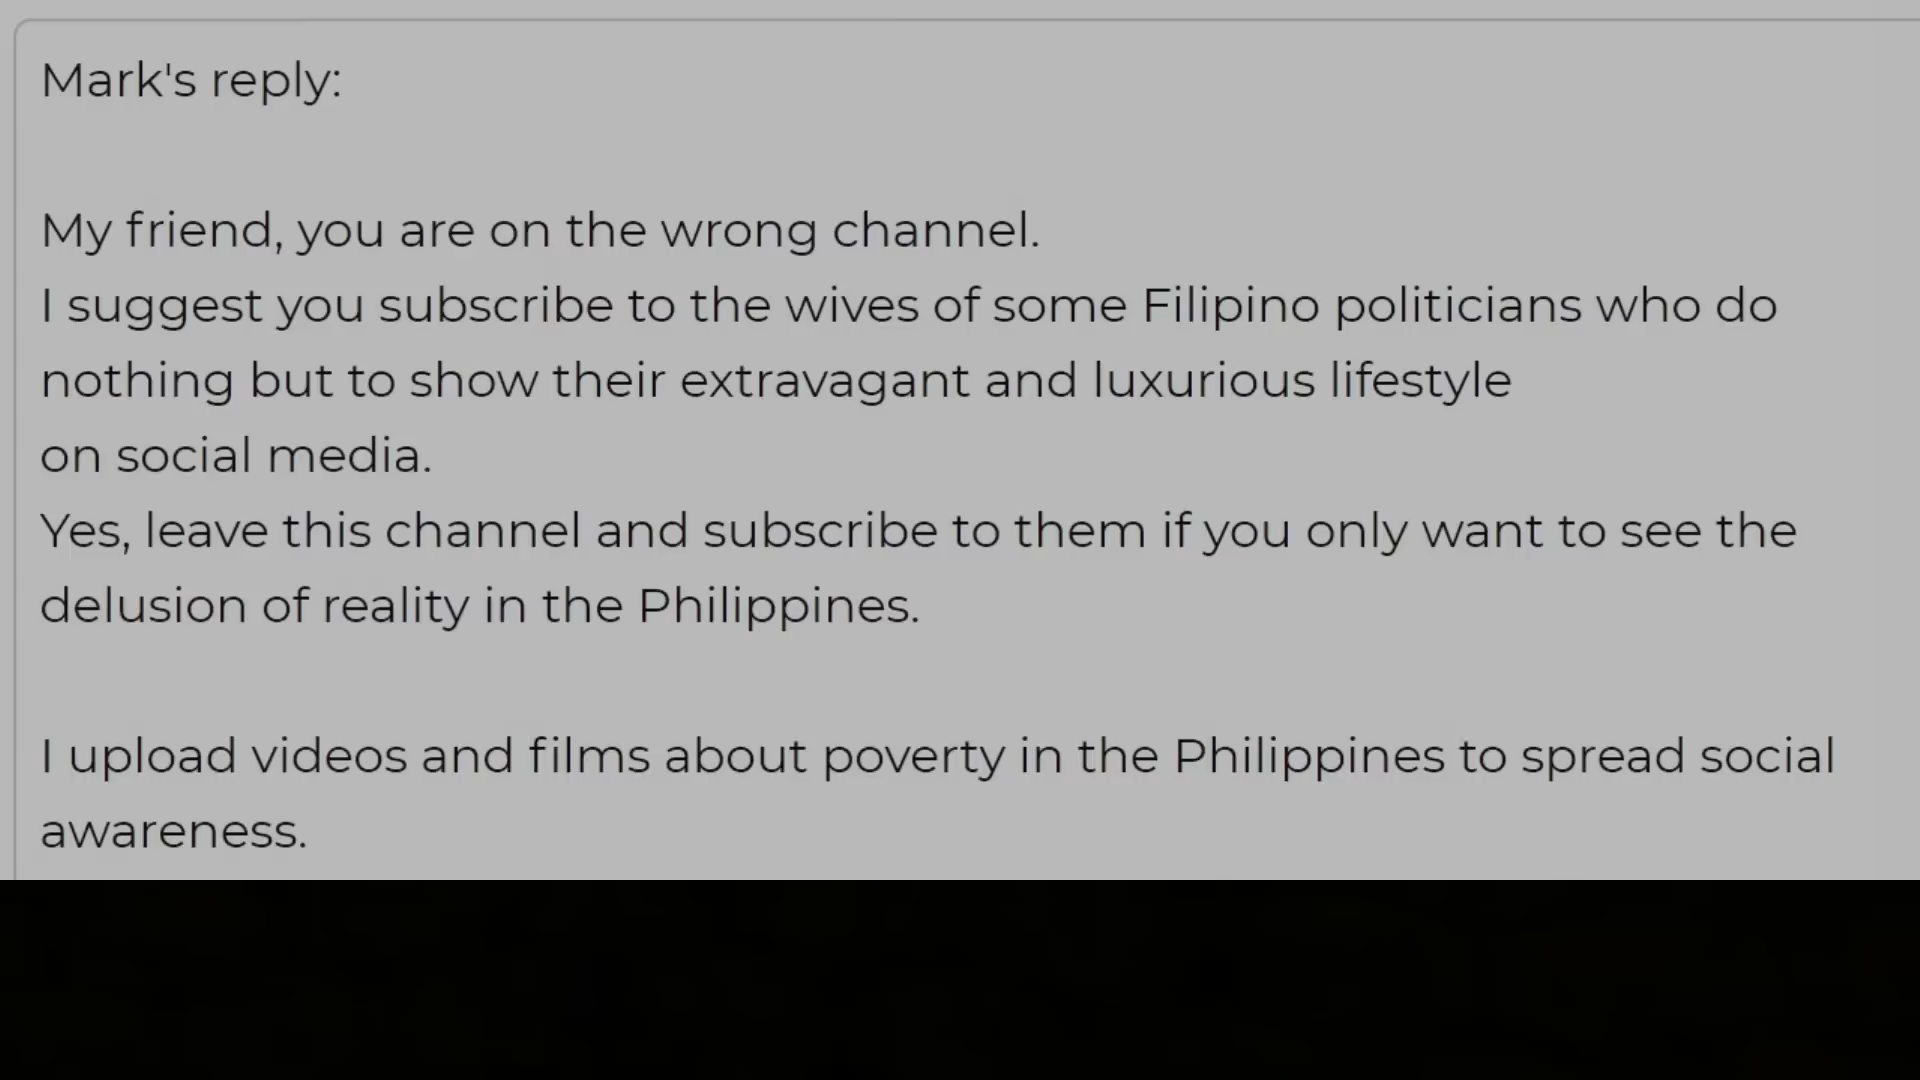 Mark's reply:
My friend, you are on the wrong channel.
I suggest you subscribe to the wives of some Filipino politicians who do
nothing but to show their extravagant and luxurious lifestyle
on social media.
Yes, leave this channel and subscribe to them if you only want to see the
delusion of reality in the Philippines.
I upload videos and films about poverty in the Philippines to spread social
awareness.